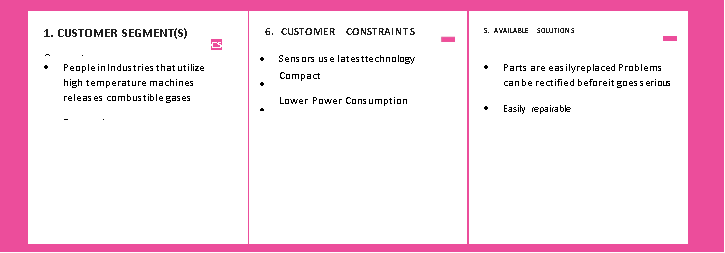 1. CUSTOMER SEGMENT(S)
CS
• People in Industries that utilize
high temperature machines
releases combustible gases
6. CUSTOMER CONSTRAINTS
• Sensors use latest technology
Compact
•
Lower Power Consumption
•
5. AVAILABLE SOLUTIONS
• Parts are easily replaced Problems
can be rectified before it goes serious
• Easily repairable